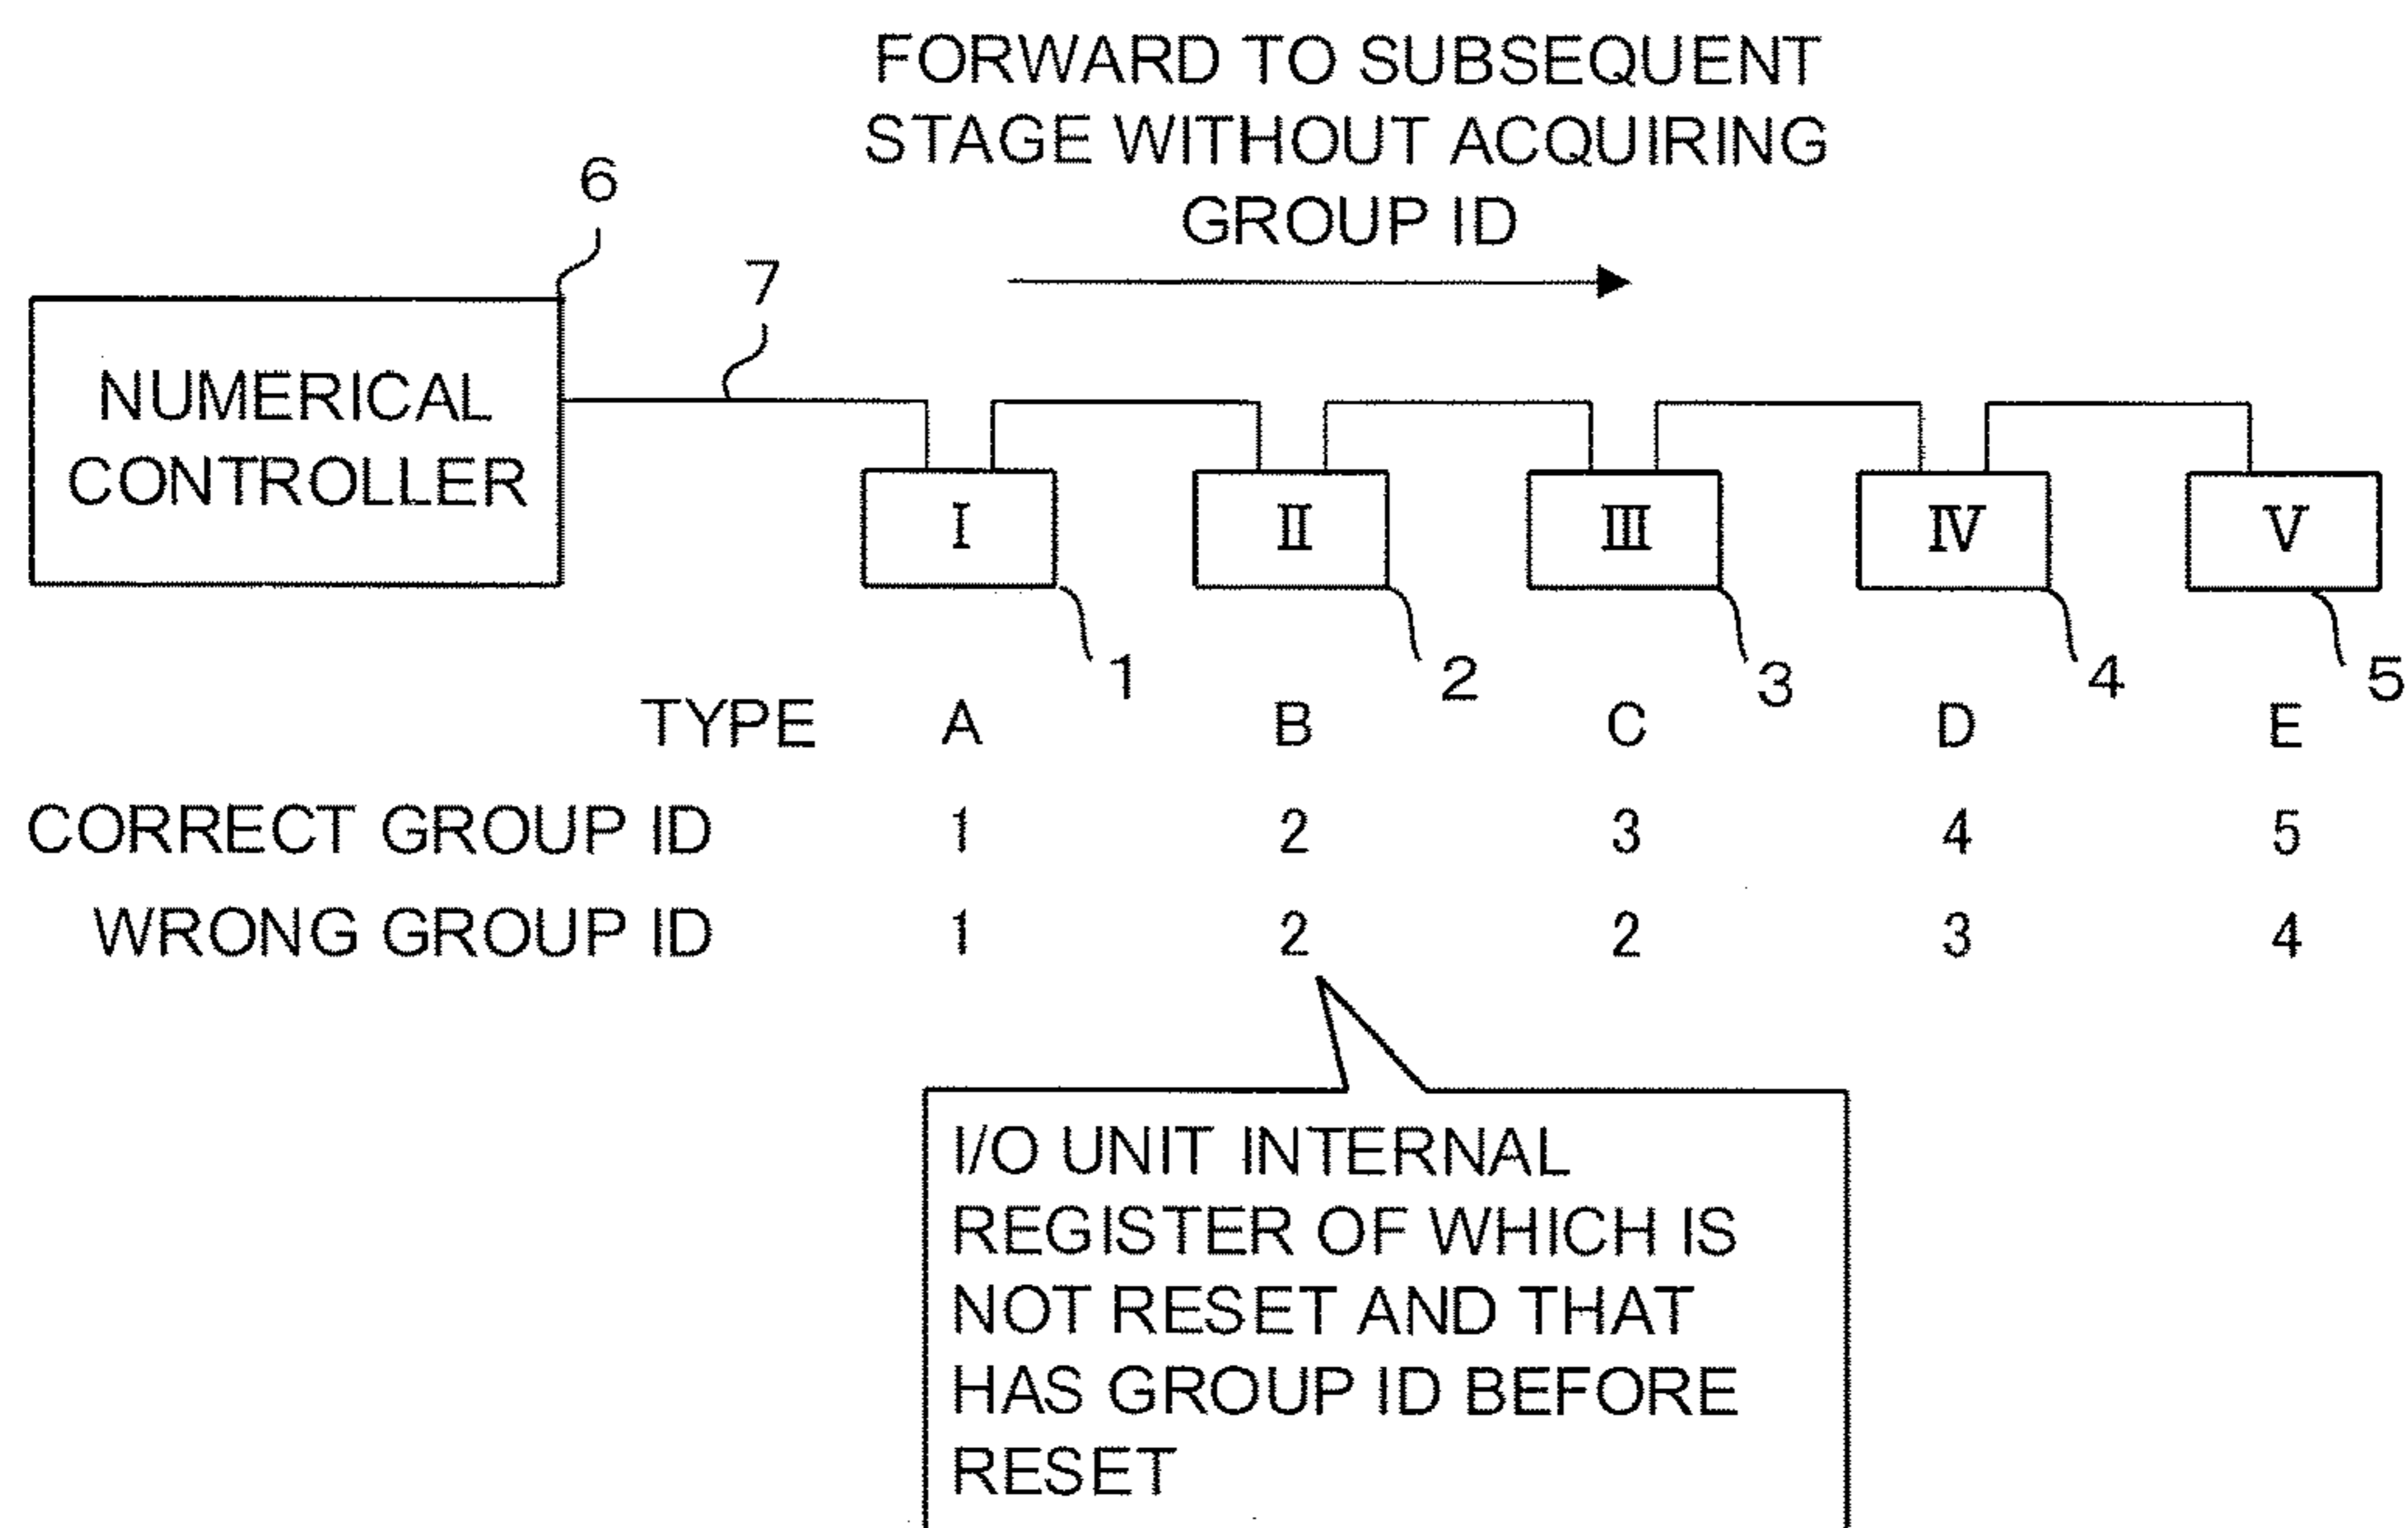 FORWARD TO SUBSEQUENT
STAGE WITHOUT ACQUIRING
GROUP ID
6
7
NUMERICAL
CONTROLLER
I II III IV V
1 2 3 4 5
TYPE A B C D E
CORRECT GROUP ID 1 2 3 4 5
WRONG GROUP ID 1 2 2 3 4
I/O UNIT INTERNAL
REGISTER OF WHICH IS
NOT RESET AND THAT
HAS GROUP ID BEFORE
RESET